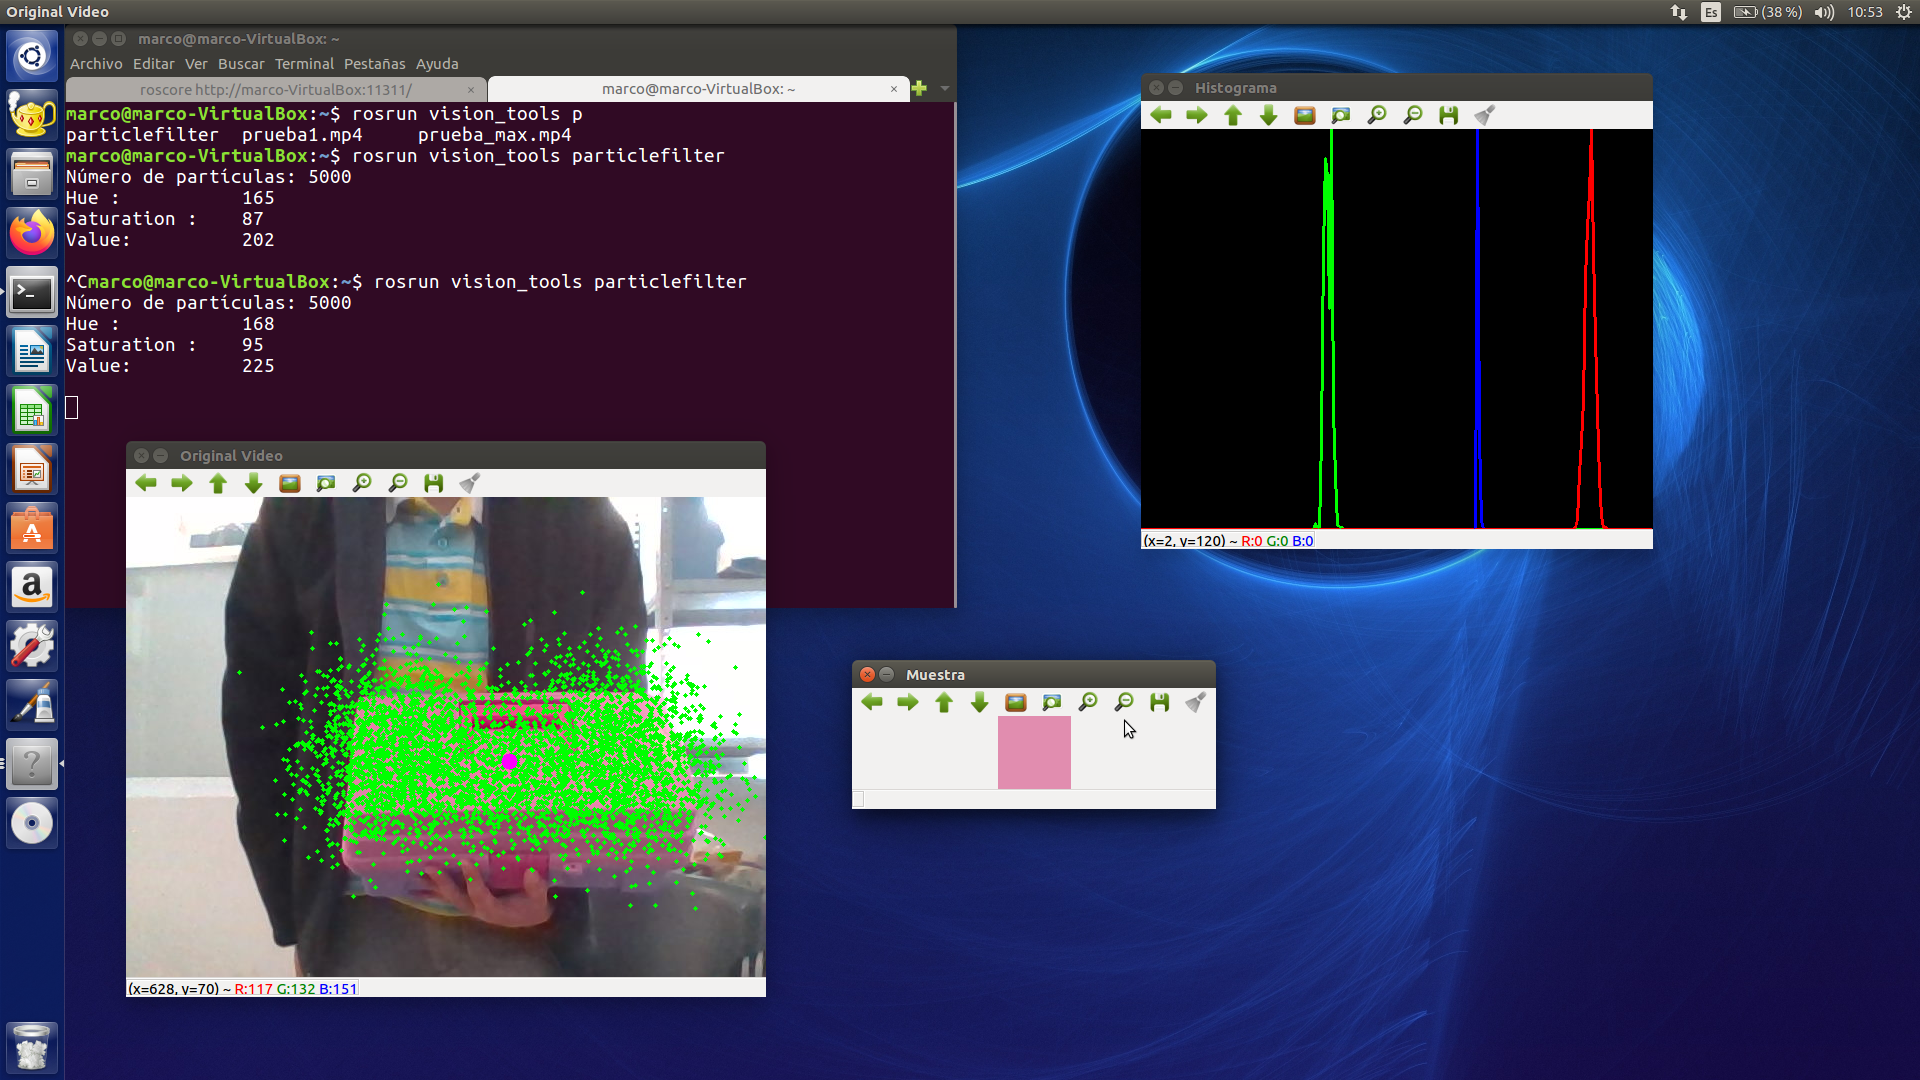 Original Video
Es
(38 %)
10:53
marco@marco-VirtualBox: ~
Archivo Editar Ver Buscar Terminal Pestañas Ayuda
roscore http://marco-VirtualBox:11311/ ×
marco@marco-VirtualBox: ~ ×
marco@marco-VirtualBox:~$ rosrun vision_tools p
particlefilter prueba1.mp4 prueba_max.mp4
marco@marco-VirtualBox:~$ rosrun vision_tools particlefilter
Número de partículas: 5000
Hue : 165
Saturation : 87
Value: 202
^Cmarco@marco-VirtualBox:~$ rosrun vision_tools particlefilter
Número de partículas: 5000
Hue : 168
Saturation : 95
Value: 225
Original Video
(x=628, y=70) ~ R:117 G:132 B:151
Histograma
(x=2, y=120) ~ R:0 G:0 B:0
Muestra